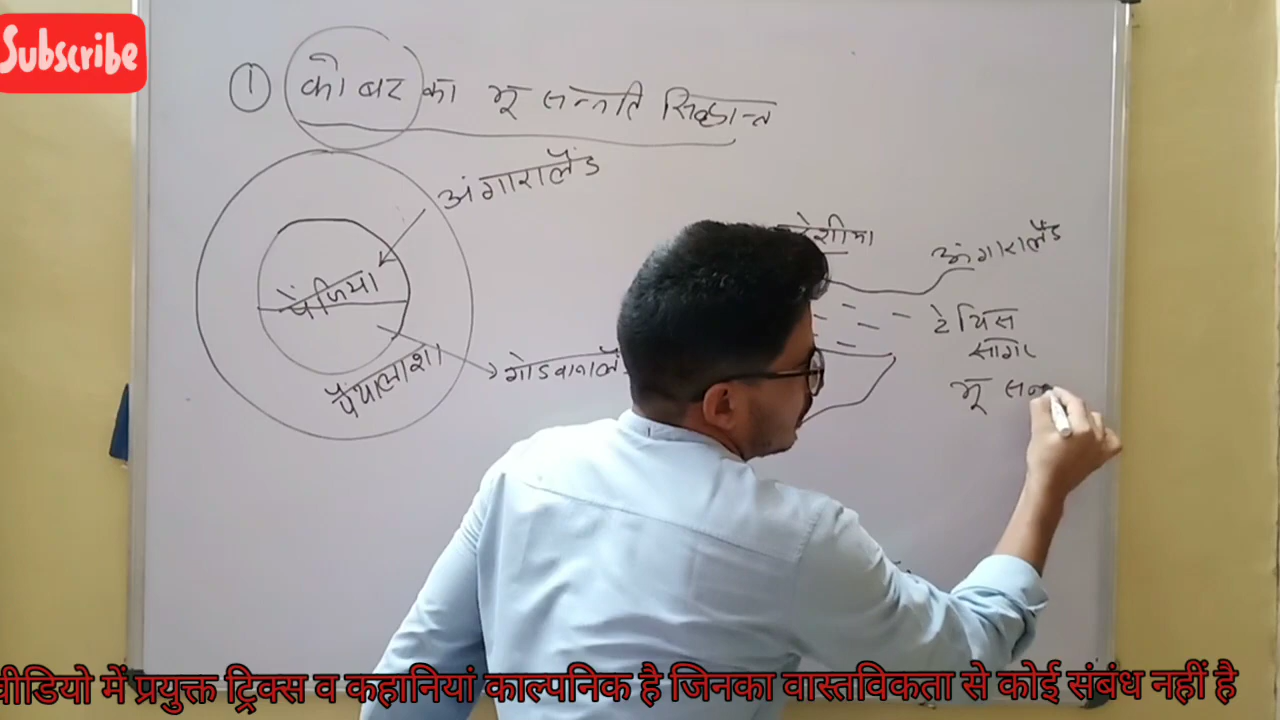 Subscribe
① कोबर का भू सन्नति सिद्धान्त
अंगारालैंड
पेंजिया
पैंथालाशा
गोडवानालैं
अंगारालैंड
टेथिस
सागर
भू सन्न
वीडियो में प्रयुक्त ट्रिक्स व कहानियां काल्पनिक है जिनका वास्तविकता से कोई संबंध नहीं है